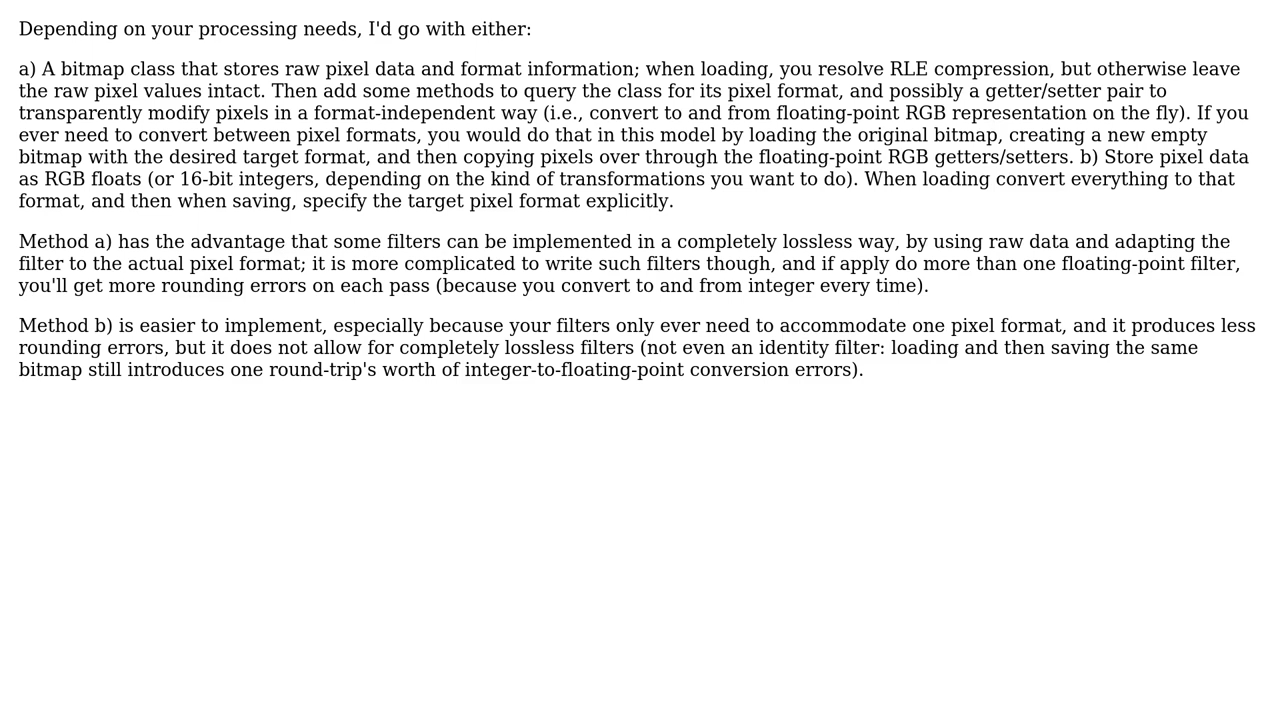 Depending on your processing needs, I'd go with either:
a) A bitmap class that stores raw pixel data and format information; when loading, you resolve RLE compression, but otherwise leave
the raw pixel values intact. Then add some methods to query the class for its pixel format, and possibly a getter/setter pair to
transparently modify pixels in a format-independent way (i.e., convert to and from floating-point RGB representation on the fly). If you
ever need to convert between pixel formats, you would do that in this model by loading the original bitmap, creating a new empty
bitmap with the desired target format, and then copying pixels over through the floating-point RGB getters/setters. b) Store pixel data
as RGB floats (or 16-bit integers, depending on the kind of transformations you want to do). When loading convert everything to that
format, and then when saving, specify the target pixel format explicitly.
Method a) has the advantage that some filters can be implemented in a completely lossless way, by using raw data and adapting the
filter to the actual pixel format; it is more complicated to write such filters though, and if apply do more than one floating-point filter,
you'll get more rounding errors on each pass (because you convert to and from integer every time).
Method b) is easier to implement, especially because your filters only ever need to accommodate one pixel format, and it produces less
rounding errors, but it does not allow for completely lossless filters (not even an identity filter: loading and then saving the same
bitmap still introduces one round-trip's worth of integer-to-floating-point conversion errors).